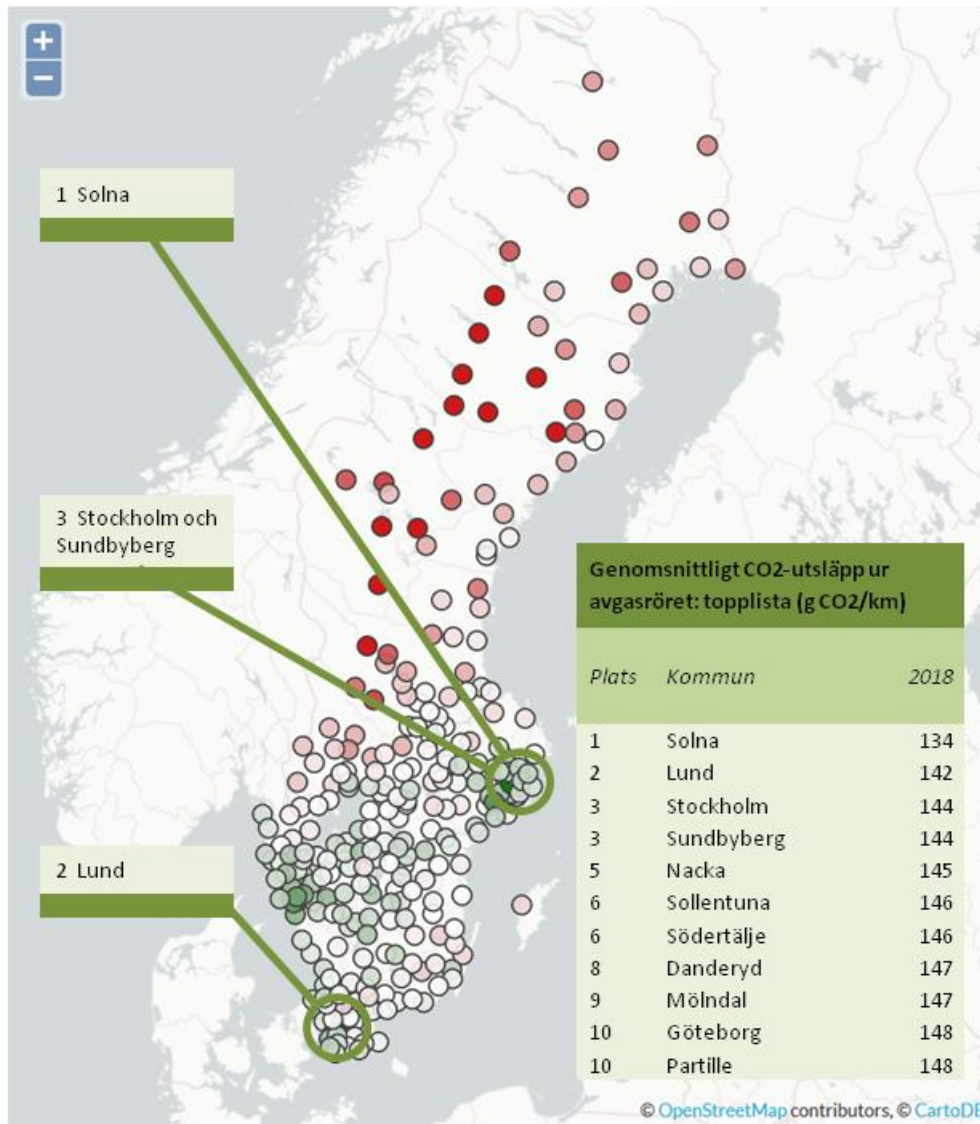 +
−
1 Solna
3 Stockholm och
Sundbyberg
2 Lund
Genomsnittligt CO2-utsläpp ur
avgasröret: topplista (g CO2/km)
Plats Kommun 2018
1 Solna 134
2 Lund 142
3 Stockholm 144
3 Sundbyberg 144
5 Nacka 145
6 Sollentuna 146
6 Södertälje 146
8 Danderyd 147
9 Mölndal 147
10 Göteborg 148
10 Partille 148
© OpenStreetMap contributors, © CartoDB